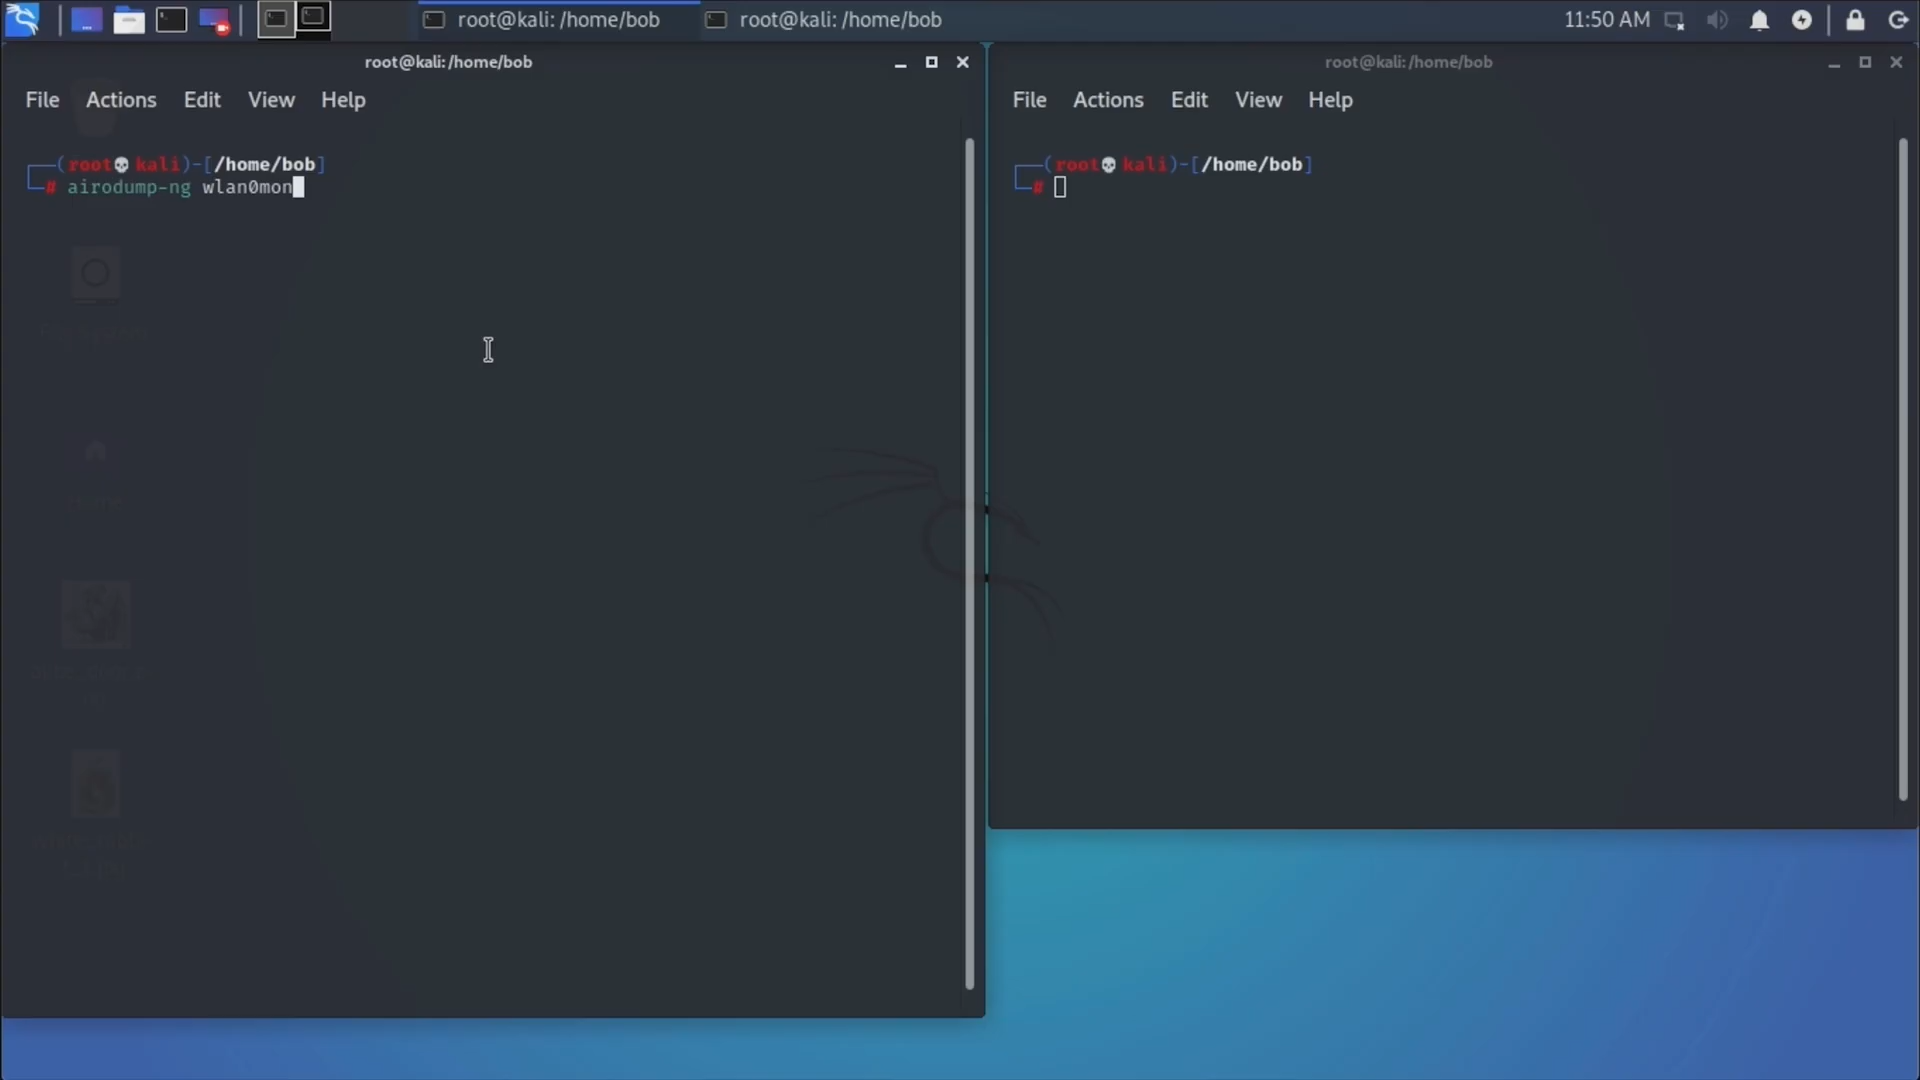 root@kali: /home/bob
root@kali: /home/bob
11:50 AM
root@kali: /home/bob
File Actions Edit View Help
(root💀kali)-[/home/bob]
# airodump-ng wlan0mon
Home
root@kali: /home/bob
File Actions Edit View Help
(root💀kali)-[/home/bob]
#